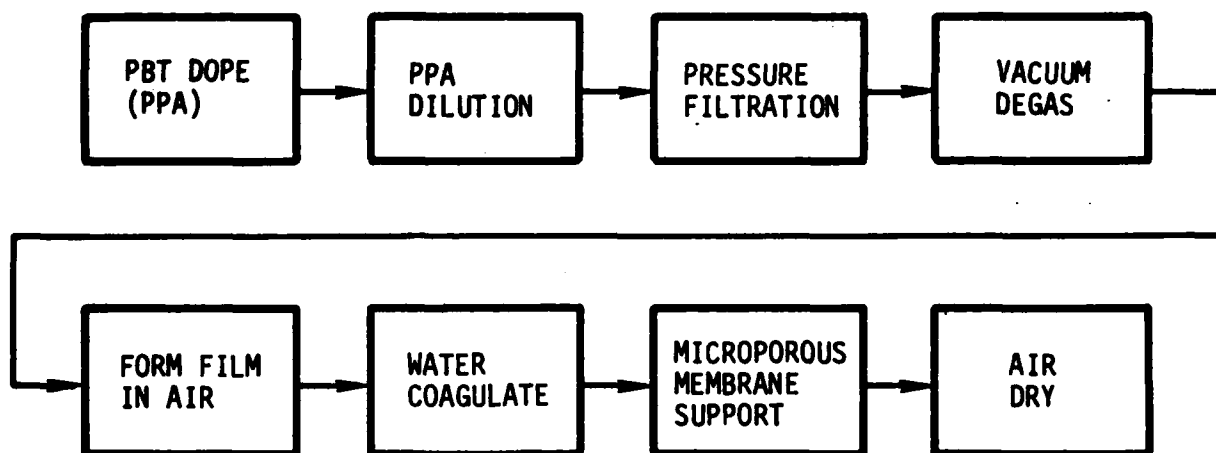 PBT DOPE
(PPA)
PPA
DILUTION
PRESSURE
FILTRATION
VACUUM
DEGAS
FORM FILM
IN AIR
WATER
COAGULATE
MICROPOROUS
MEMBRANE
SUPPORT
AIR
DRY